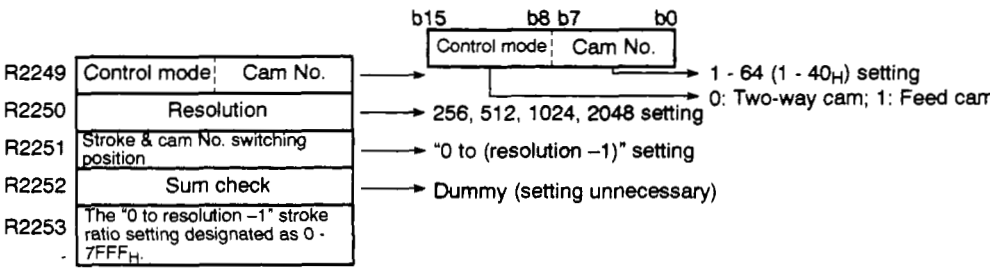 b15 b8 b7 b0
Control mode Cam No.
R2249 Control mode Cam No. 1 - 64 (1 - 40H) setting
0: Two-way cam; 1: Feed cam
R2250 Resolution 256, 512, 1024, 2048 setting
R2251 Stroke & cam No. switching
position "0 to (resolution –1)" setting
R2252 Sum check Dummy (setting unnecessary)
R2253 The "0 to resolution –1" stroke
ratio setting designated as 0 -
7FFFH.